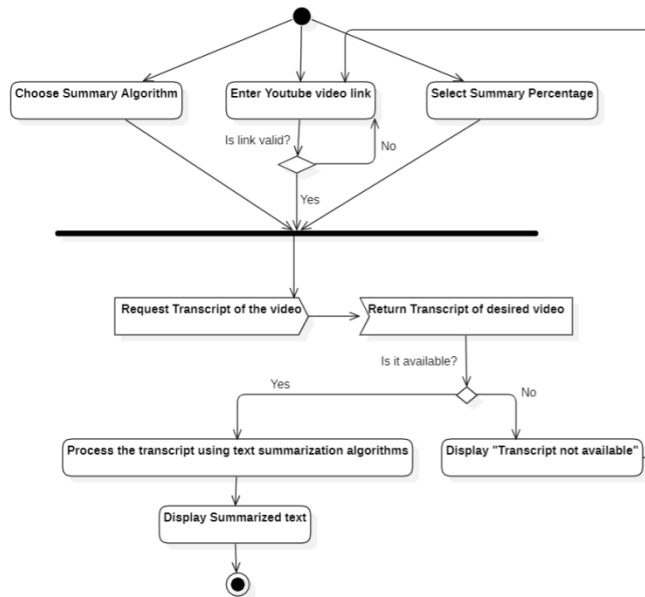 Choose Summary Algorithm
Enter Youtube video link
Select Summary Percentage
Is link valid?
No
Yes
Request Transcript of the video
Return Transcript of desired video
Is it available?
Yes
No
Process the transcript using text summarization algorithms
Display "Transcript not available"
Display Summarized text